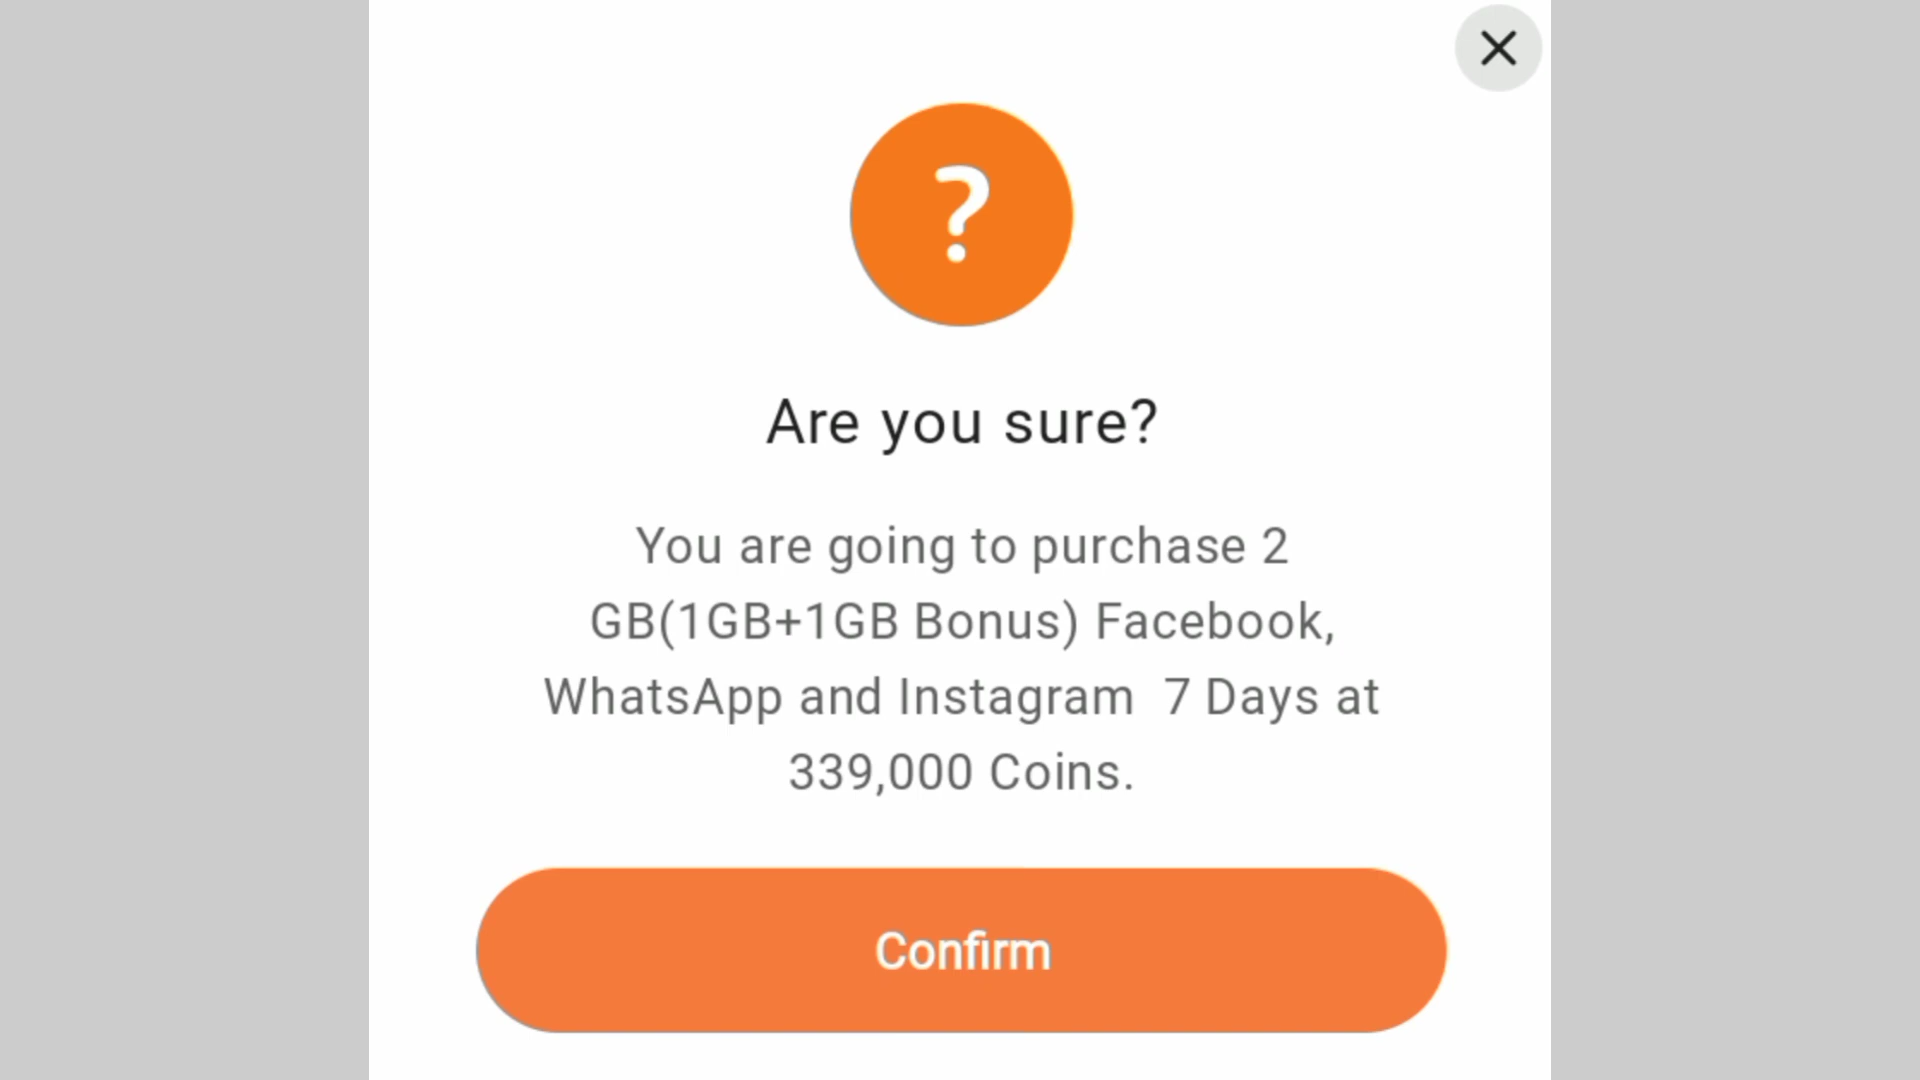 ?
Are you sure?
You are going to purchase 2
GB(1GB+1GB Bonus) Facebook,
WhatsApp and Instagram  7 Days at
339,000 Coins.
Confirm